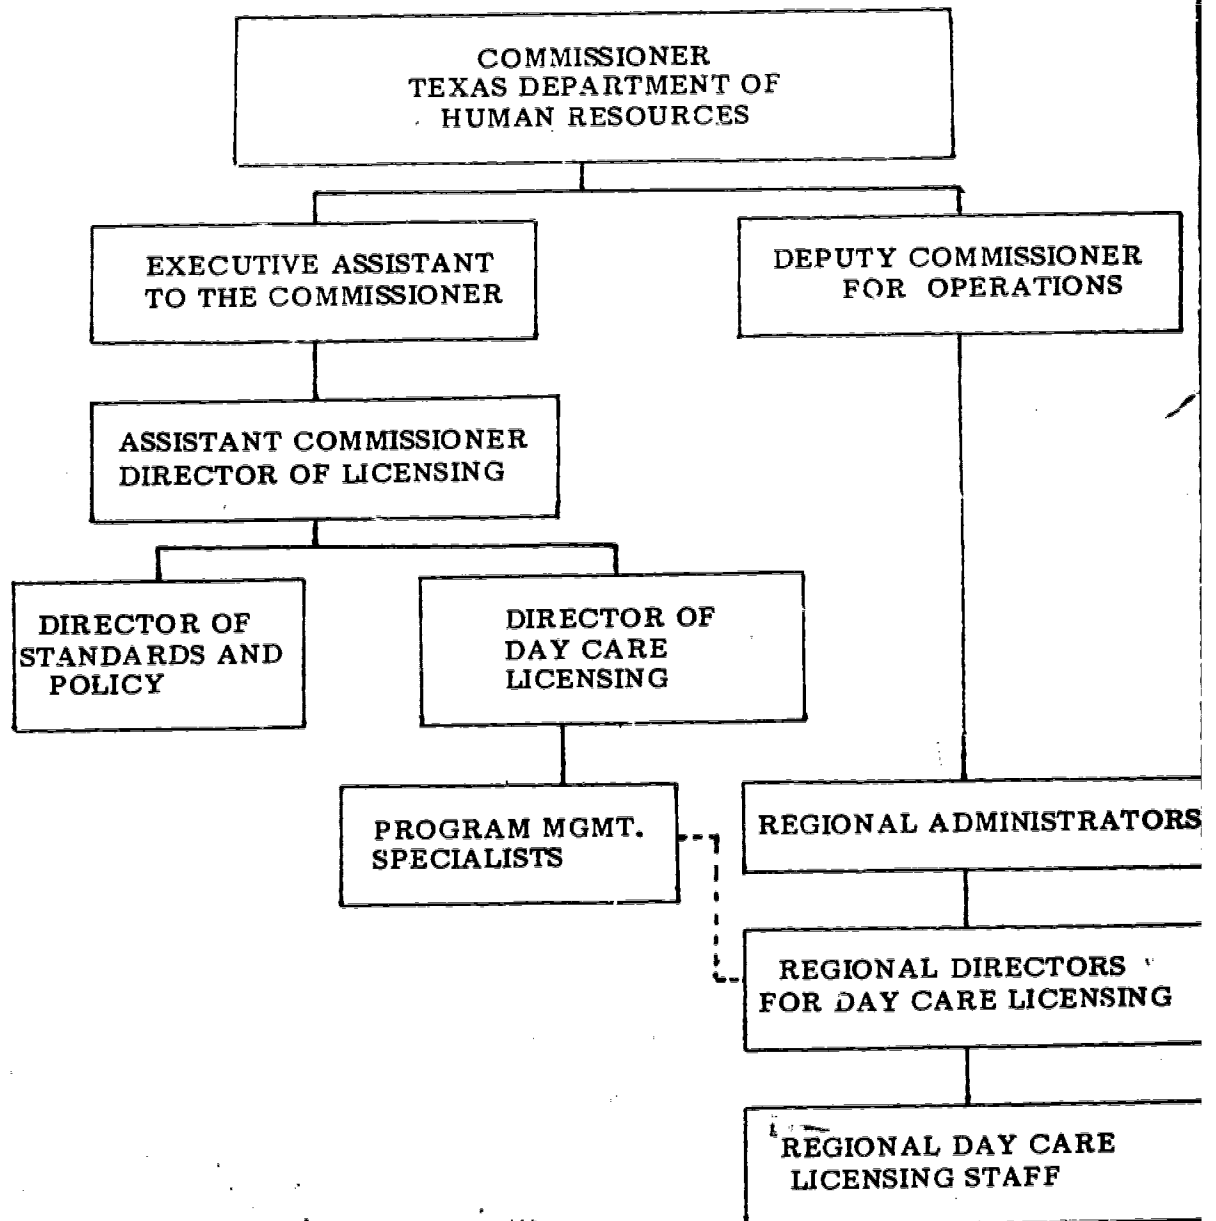 COMMISSIONER
TEXAS DEPARTMENT OF
HUMAN RESOURCES
EXECUTIVE ASSISTANT
TO THE COMMISSIONER
DEPUTY COMMISSIONER
FOR OPERATIONS
ASSISTANT COMMISSIONER
DIRECTOR OF LICENSING
DIRECTOR OF
STANDARDS AND
POLICY
DIRECTOR OF
DAY CARE
LICENSING
PROGRAM MGMT.
SPECIALISTS
REGIONAL ADMINISTRATORS
REGIONAL DIRECTORS
FOR DAY CARE LICENSING
REGIONAL DAY CARE
LICENSING STAFF